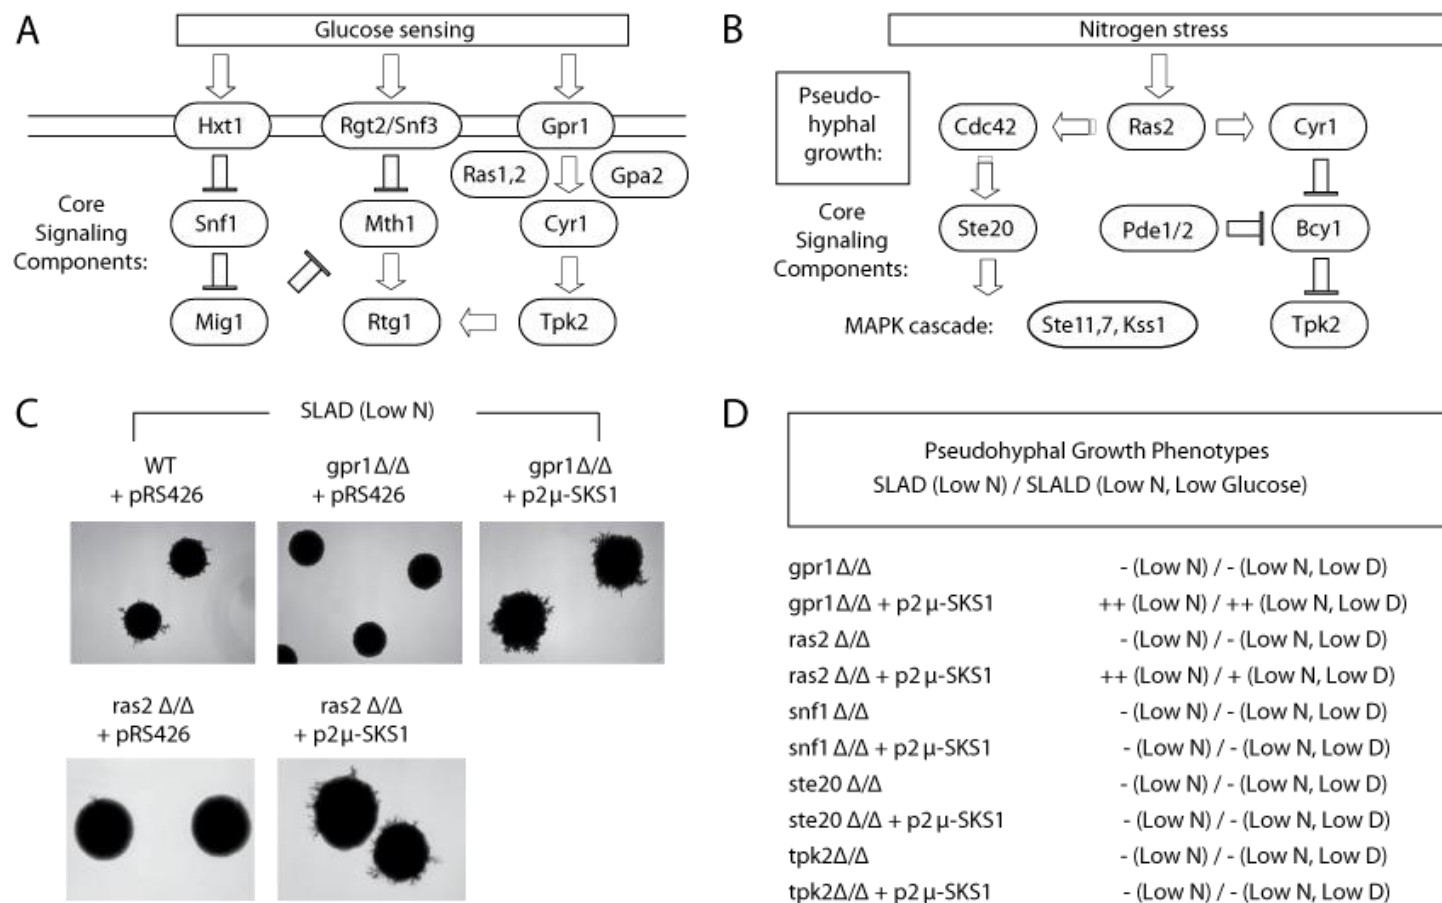 A
Glucose sensing
Hxt1
Rgt2/Snf3
Gpr1
Ras1,2
Gpa2
Core
Signaling
Components:
Snf1
Mth1
Cyr1
Mig1
Rtg1
Tpk2
B
Nitrogen stress
Pseudo-
hyphal
growth:
Cdc42
Ras2
Cyr1
Core
Signaling
Components:
Ste20
Pde1/2
Bcy1
MAPK cascade:
Ste11,7, Kss1
Tpk2
C
SLAD (Low N)
WT
+ pRS426
gpr1Δ/Δ
+ pRS426
gpr1Δ/Δ
+ p2μ-SKS1
ras2 Δ/Δ
+ pRS426
ras2 Δ/Δ
+ p2μ-SKS1
D
Pseudohyphal Growth Phenotypes
SLAD (Low N) / SLALD (Low N, Low Glucose)
gpr1Δ/Δ - (Low N) / - (Low N, Low D)
gpr1Δ/Δ + p2μ-SKS1 ++ (Low N) / ++ (Low N, Low D)
ras2 Δ/Δ - (Low N) / - (Low N, Low D)
ras2 Δ/Δ + p2μ-SKS1 ++ (Low N) / + (Low N, Low D)
snf1 Δ/Δ - (Low N) / - (Low N, Low D)
snf1 Δ/Δ + p2μ-SKS1 - (Low N) / - (Low N, Low D)
ste20 Δ/Δ - (Low N) / - (Low N, Low D)
ste20 Δ/Δ + p2μ-SKS1 - (Low N) / - (Low N, Low D)
tpk2Δ/Δ - (Low N) / - (Low N, Low D)
tpk2Δ/Δ + p2μ-SKS1 - (Low N) / - (Low N, Low D)